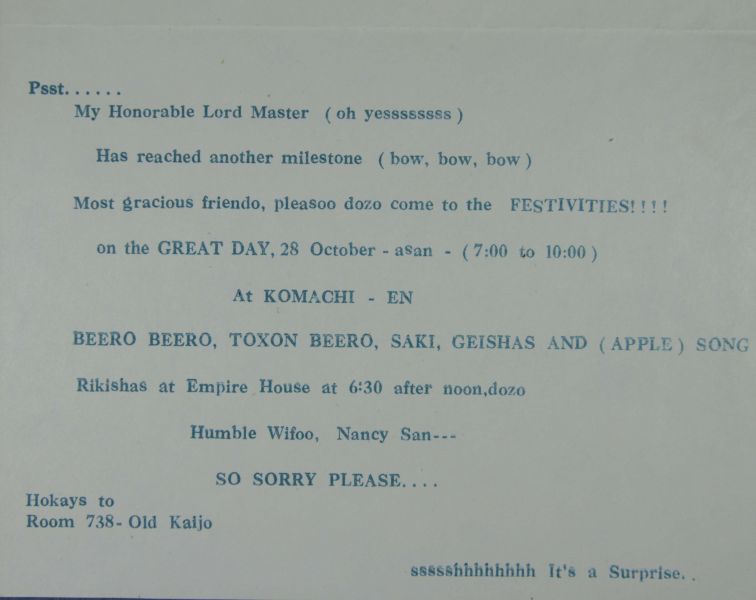 Psst......
My Honorable Lord Master (oh yessssssss)
Has reached another milestone (bow, bow, bow)
Most gracious friendo, pleasoo dozo come to the FESTIVITIES!!!!
on the GREAT DAY, 28 October - asan - (7:00 to 10:00)
At KOMACHI - EN
BEERO BEERO, TOXON BEERO, SAKI, GEISHAS AND (APPLE) SONG
Rikishas at Empire House at 6:30 after noon,dozo
Humble Wifoo, Nancy San---
SO SORRY PLEASE....
Hokays to
Room 738- Old Kaijo
ssssshhhhhhhh It's a Surprise..